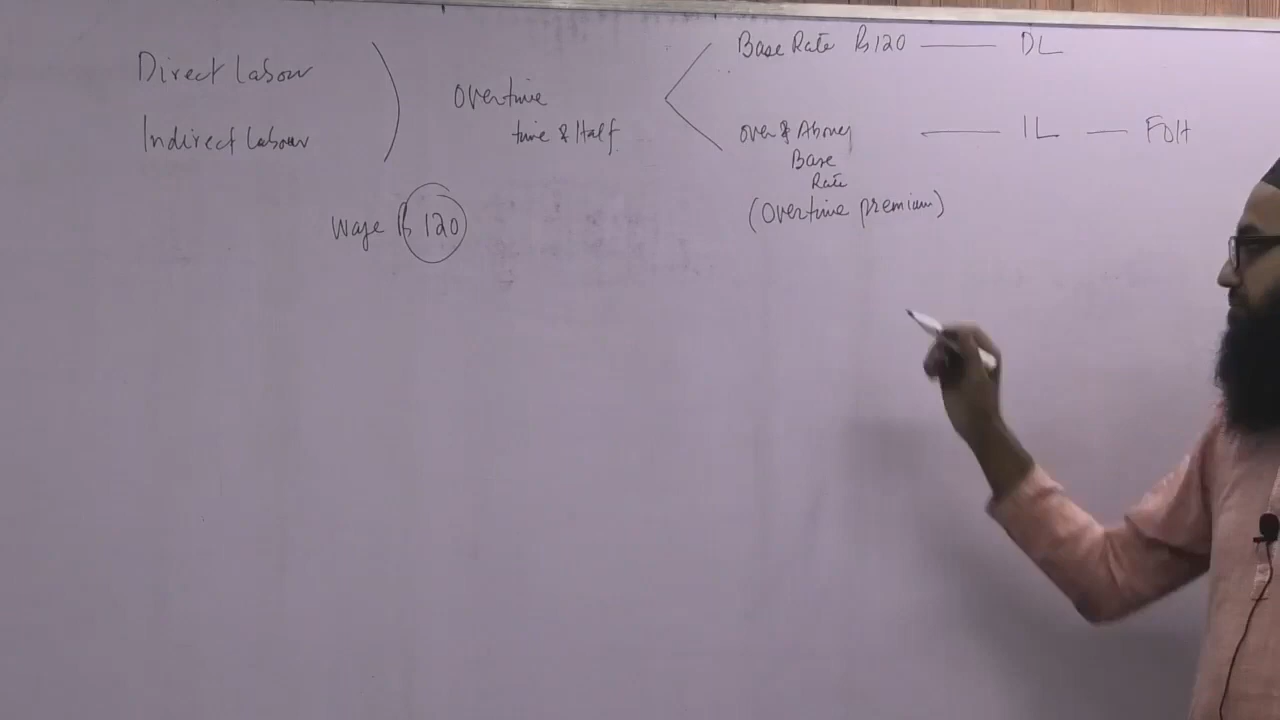 Direct Labour
Indirect Labour
Overtime
time & Half
Wage Rs 120
Base Rate Rs 120 — DL
Over & Above
Base
Rate
— IL — FOH
(Overtime premium)